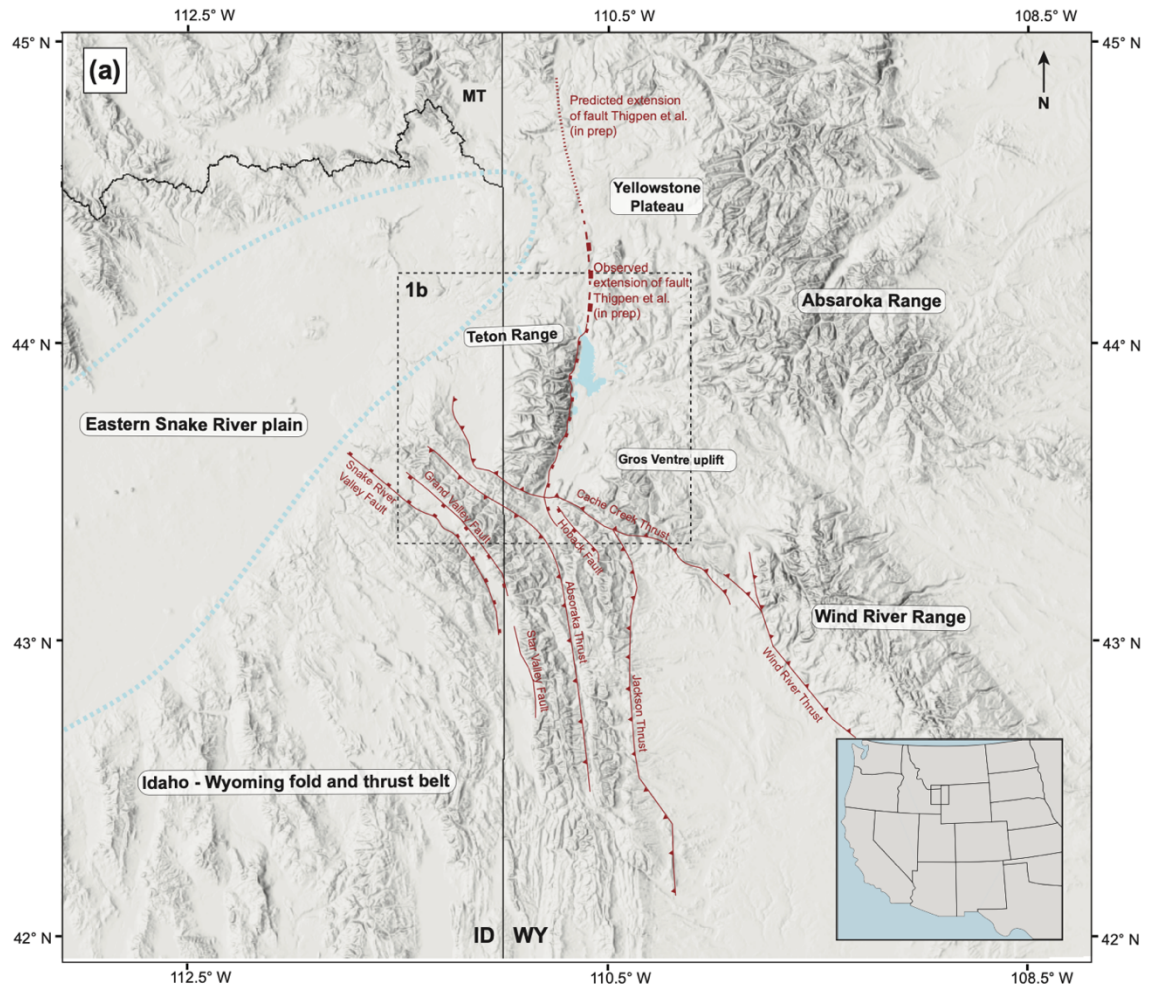 112.5° W
110.5° W
108.5° W
45° N
45° N
(a)
MT
N
Predicted extension
of fault Thigpen et al.
(in prep)
Yellowstone
Plateau
Observed
extension of fault
Thigpen et al.
(in prep)
1b
Absaroka Range
Teton Range
44° N
44° N
Eastern Snake River plain
Gros Ventre uplift
Snake River
Valley Fault
Grand Valley Fault
Cache Creek Thrust
Hoback Fault
Absoraka Thrust
Star Valley Fault
Jackson Thrust
Wind River Range
Wind River Thrust
43° N
43° N
Idaho - Wyoming fold and thrust belt
ID
WY
42° N
42° N
112.5° W
110.5° W
108.5° W